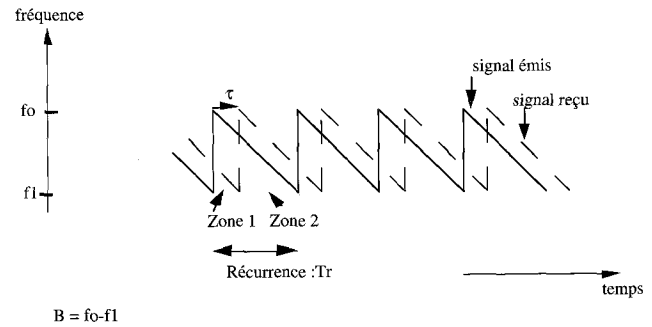 fréquence
signal émis
τ
signal reçu
fo
f1
Zone 1
Zone 2
Récurrence :Tr
temps
B = fo-f1